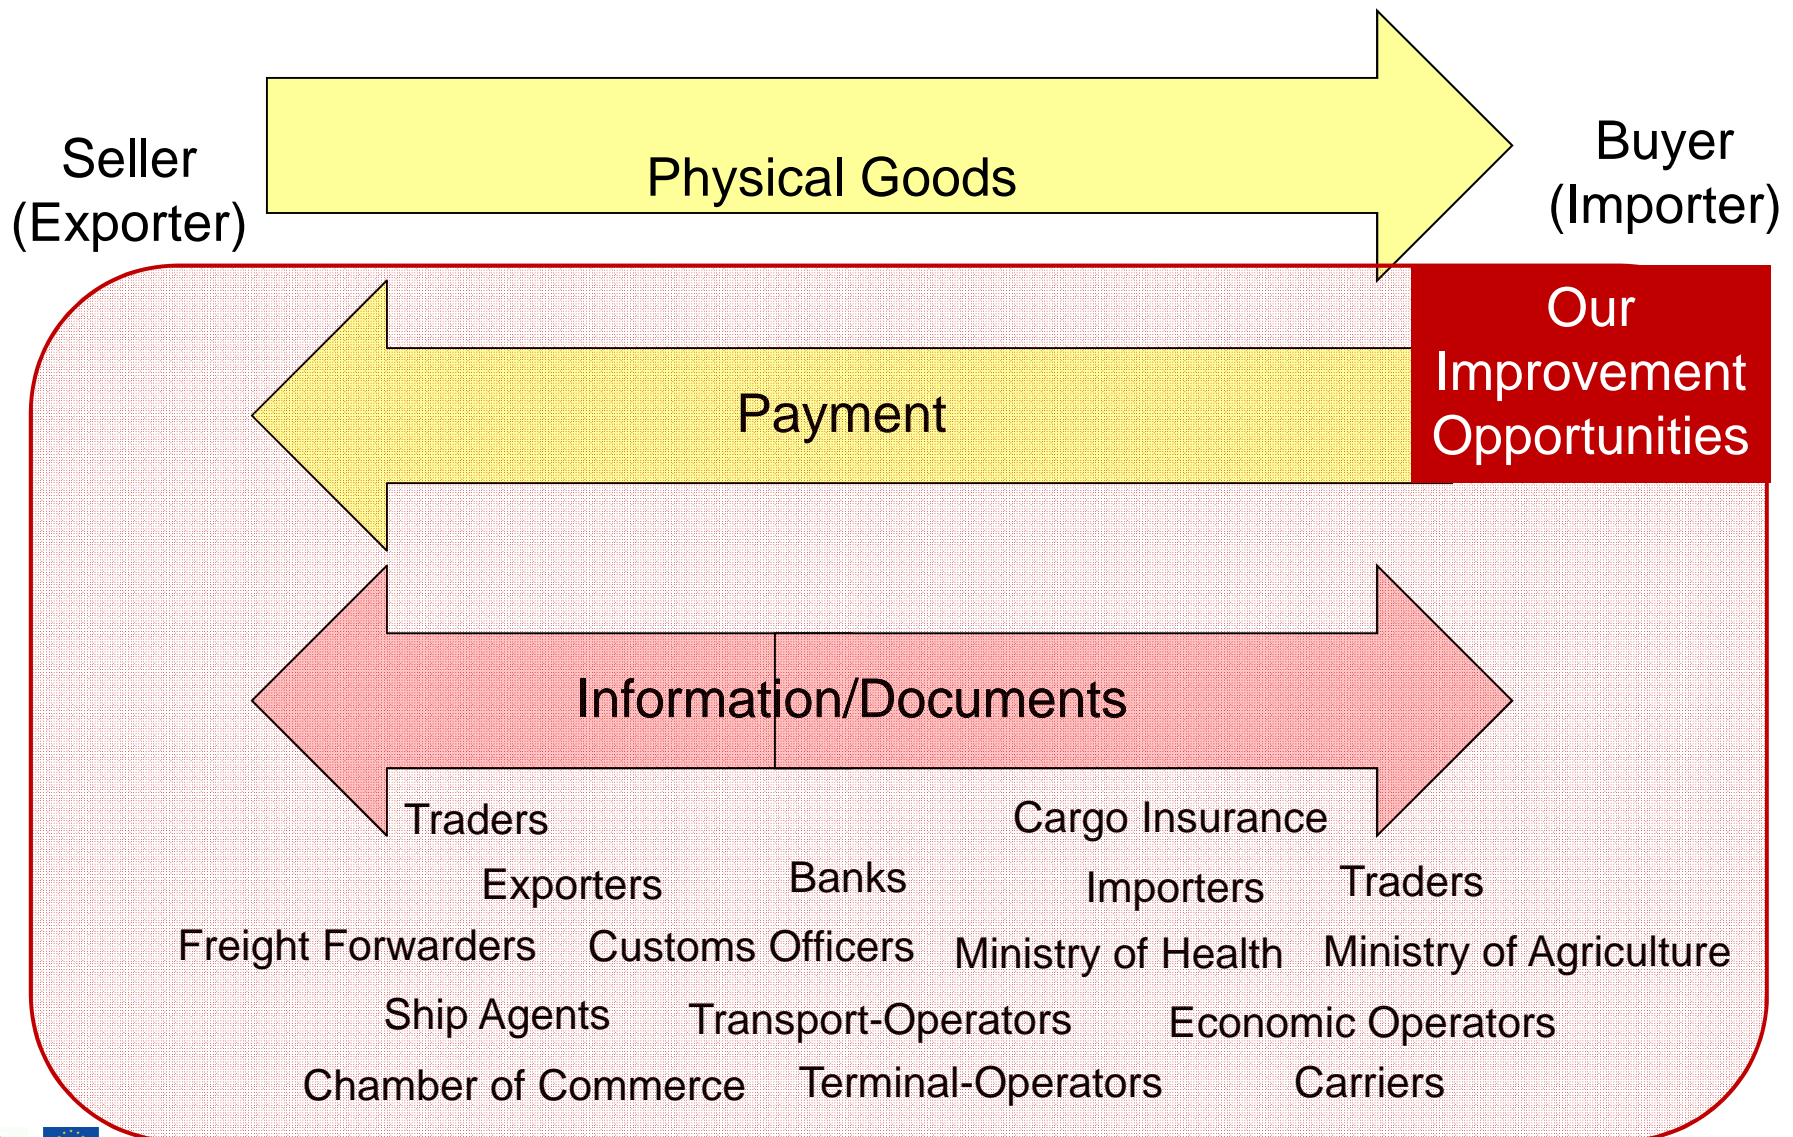 Seller
(Exporter)
Physical Goods
Buyer
(Importer)
Our
Improvement
Opportunities
Payment
Information/Documents
Traders
Cargo Insurance
Exporters
Banks
Importers
Traders
Freight Forwarders
Customs Officers
Ministry of Health
Ministry of Agriculture
Ship Agents
Transport-Operators
Economic Operators
Chamber of Commerce
Terminal-Operators
Carriers